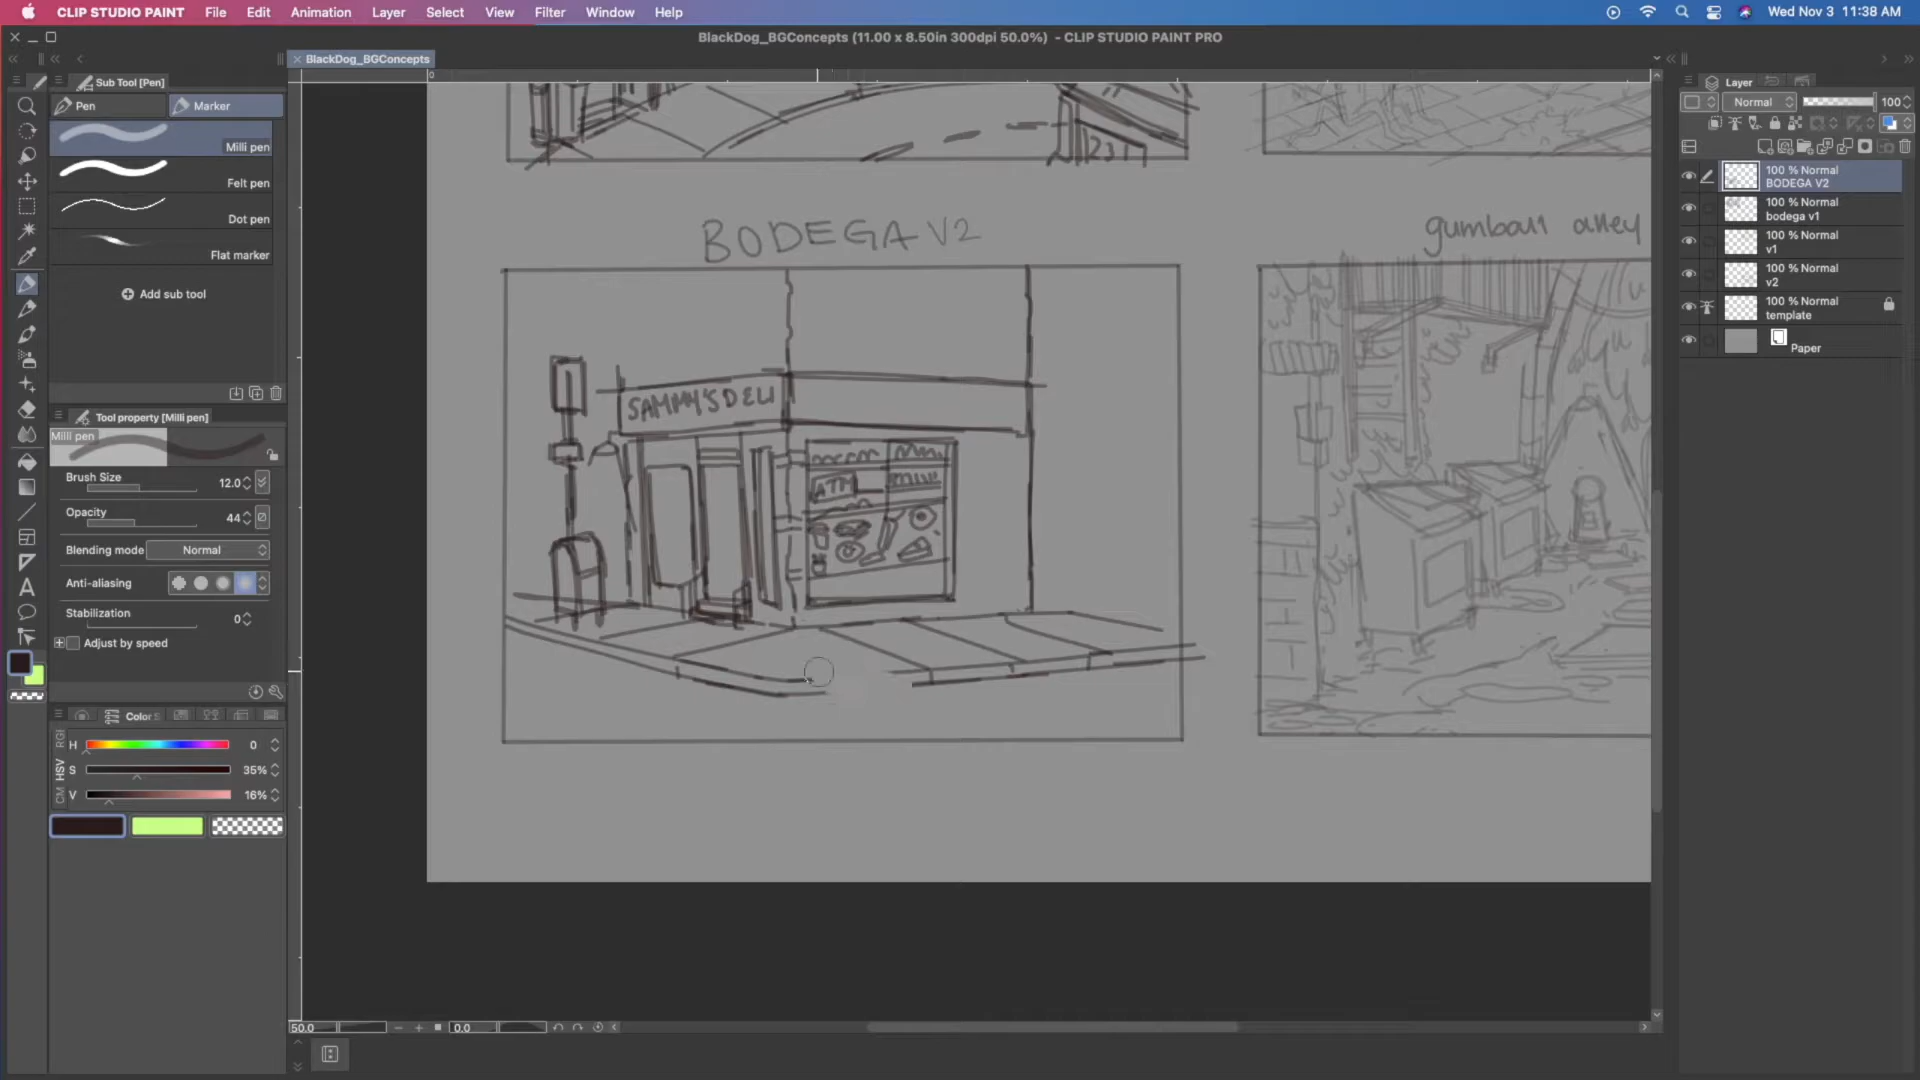 CLIP STUDIO PAINT File Edit Animation Layer Select View Filter Window Help Wed Nov 3 11:38 AM
BlackDog_BGConcepts (11.00 x 8.50in 300dpi 50.0%) - CLIP STUDIO PAINT PRO
BlackDog_BGConcepts
Sub Tool [Pen]
Layer
Pen Marker
Normal 100
Milli pen
Felt pen
Dot pen
Flat marker
Add sub tool
100 % Normal
BODEGA V2
100 % Normal
bodega v1
100 % Normal
v1
100 % Normal
v2
100 % Normal
template
Paper
BODEGA V2
gumball alley
SAMMY'S DELI
ATM
Tool property [Milli pen]
Milli pen
Brush Size 12.0
Opacity 44
Blending mode Normal
Anti-aliasing
Stabilization 0
Adjust by speed
Color S
RGB
HSV
CM
H 0
S 35%
V 16%
50.0 0.0
0